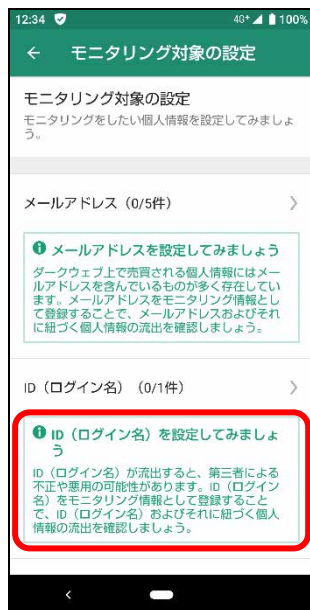 12:34 4G+ 100%
← モニタリング対象の設定
モニタリング対象の設定
モニタリングをしたい個人情報を設定してみましょ
う。
メールアドレス（0/5件）
メールアドレスを設定してみましょう
ダークウェブ上で売買される個人情報にはメー
ルアドレスを含んでいるものが多く存在してい
ます。メールアドレスをモニタリング情報とし
て登録することで、メールアドレスおよびそれ
に紐づく個人情報の流出を確認しましょう。
ID（ログイン名）（0/1件）
ID（ログイン名）を設定してみましょ
う
ID（ログイン名）が流出すると、第三者による
不正や悪用の可能性があります。ID（ログイン
名）をモニタリング情報として登録すること
で、ID（ログイン名）およびそれに紐づく個人
情報の流出を確認しましょう。